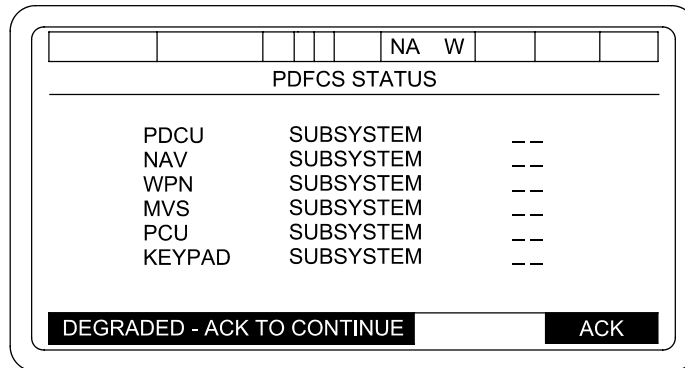 NA W
PDFCS STATUS
PDCU SUBSYSTEM _ _
NAV SUBSYSTEM _ _
WPN SUBSYSTEM _ _
MVS SUBSYSTEM _ _
PCU SUBSYSTEM _ _
KEYPAD SUBSYSTEM _ _
DEGRADED - ACK TO CONTINUE ACK